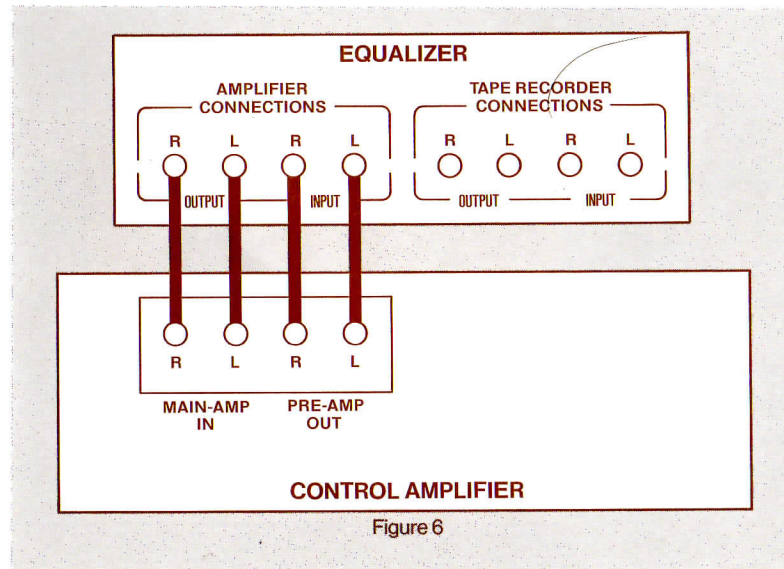 EQUALIZER
AMPLIFIER
CONNECTIONS
TAPE RECORDER
CONNECTIONS
R L R L
R L R L
OUTPUT INPUT
OUTPUT INPUT
R L R L
MAIN-AMP
IN
PRE-AMP
OUT
CONTROL AMPLIFIER
Figure 6